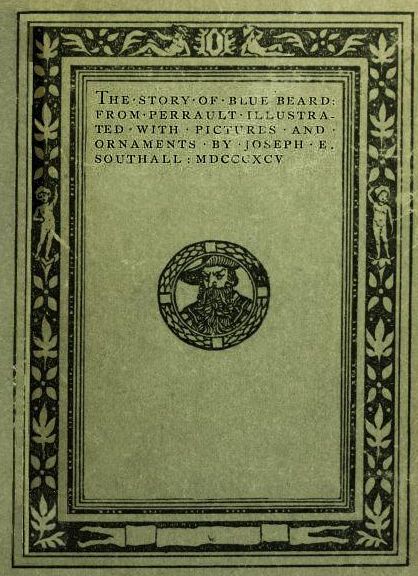 THE·STORY·OF·BLUE BEARD:
FROM·PERRAULT·ILLUSTRA-
TED·WITH·PICTURES·AND·
ORNAMENTS·BY·JOSEPH·E.
SOUTHALL:MDCCCXCV